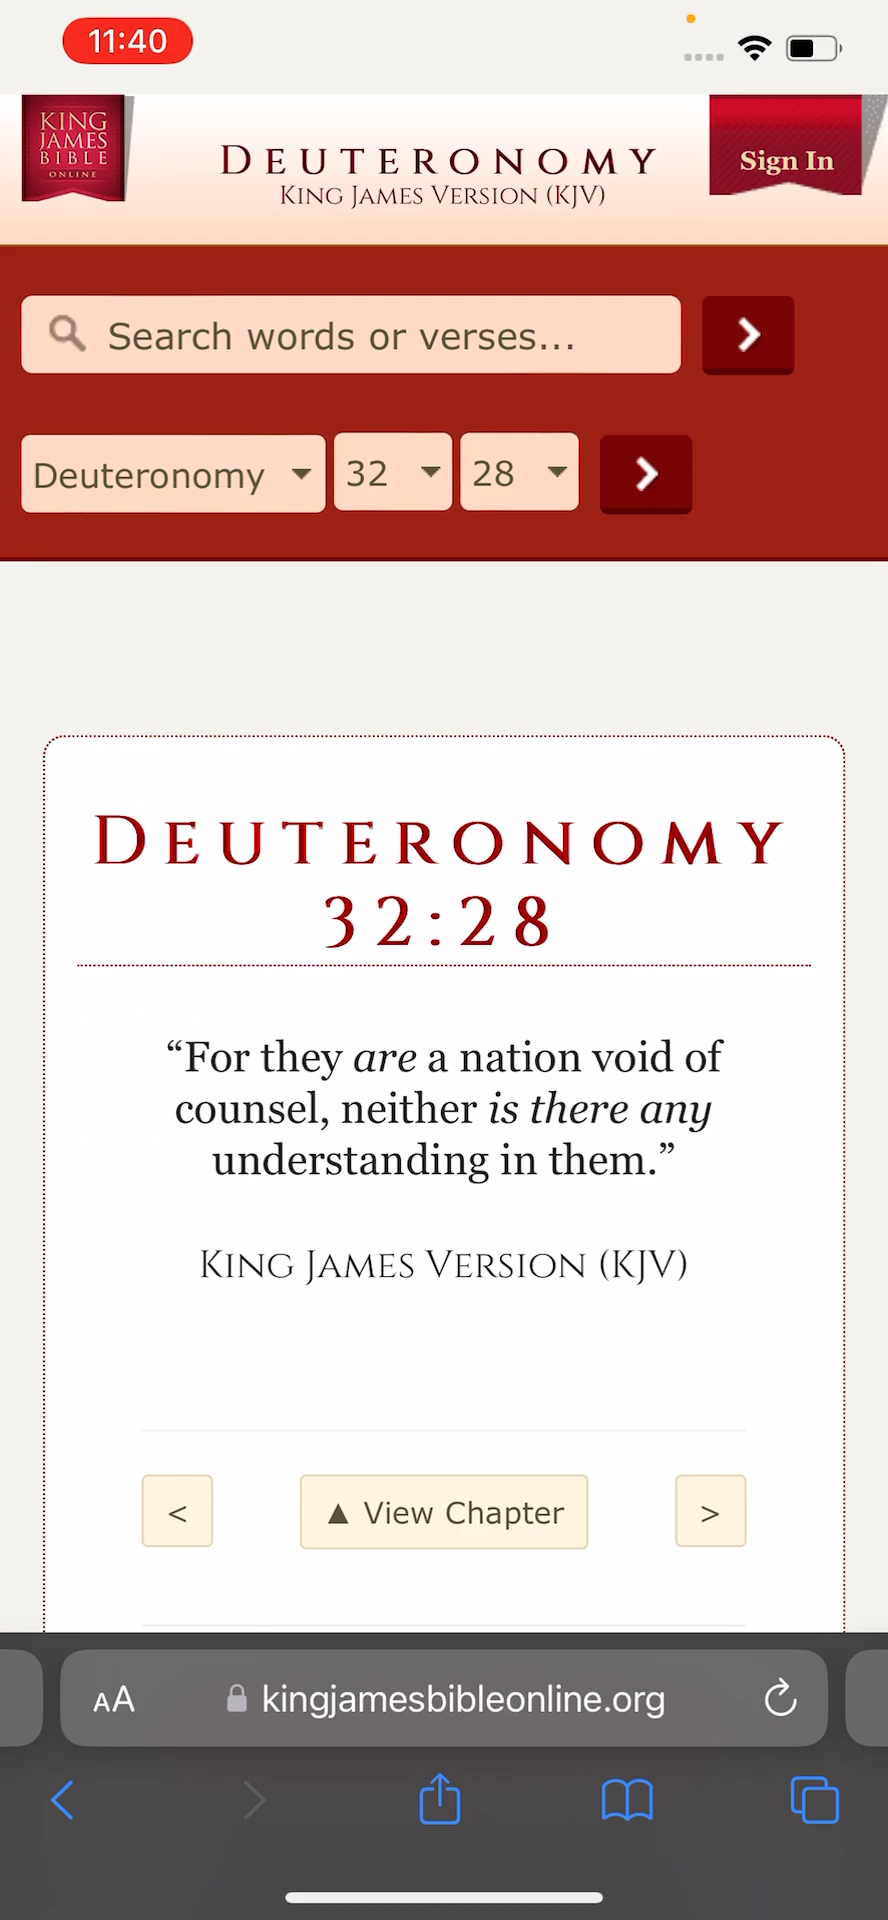 11:40
KING
JAMES
BIBLE
ONLINE
DEUTERONOMY
KING JAMES VERSION (KJV)
Sign In
Search words or verses...
Deuteronomy 32 28
DEUTERONOMY
32:28
“For they are a nation void of
counsel, neither is there any
understanding in them.”
KING JAMES VERSION (KJV)
< ▲ View Chapter >
AA kingjamesbibleonline.org